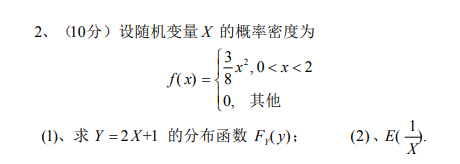 2、（10分）设随机变量 X 的概率密度为
f(x) = { 3/8 x², 0 < x < 2
0, 其他
(1)、求 Y = 2X+1 的分布函数 F_Y(y)； (2)、E(1/X).